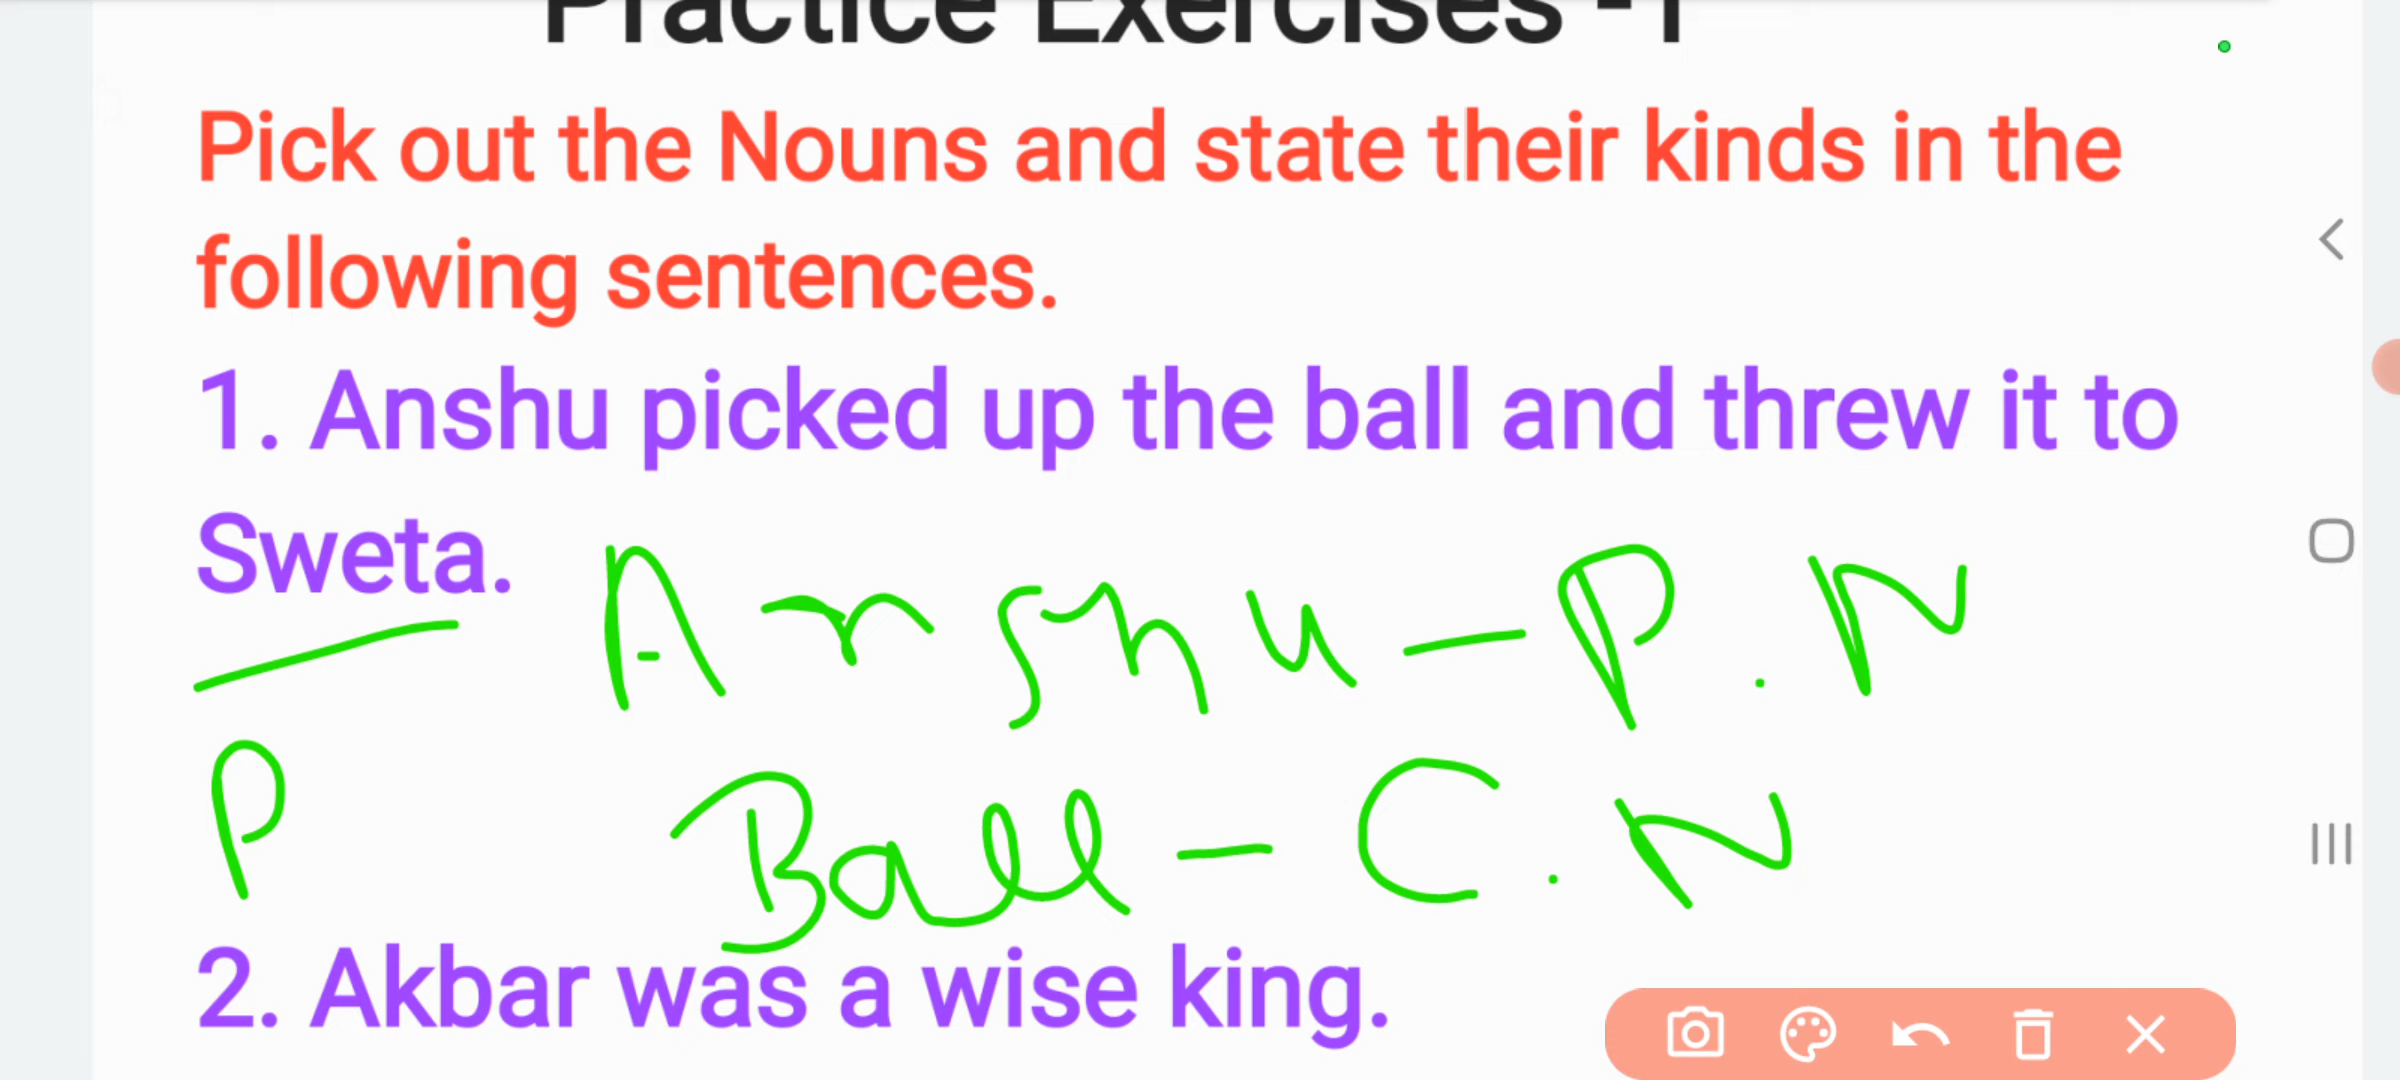 Practice Exercises -1
Pick out the Nouns and state their kinds in the
following sentences.
1. Anshu picked up the ball and threw it to
Sweta.
Anshu - P. N
P
Ball - C. N
2. Akbar was a wise king.